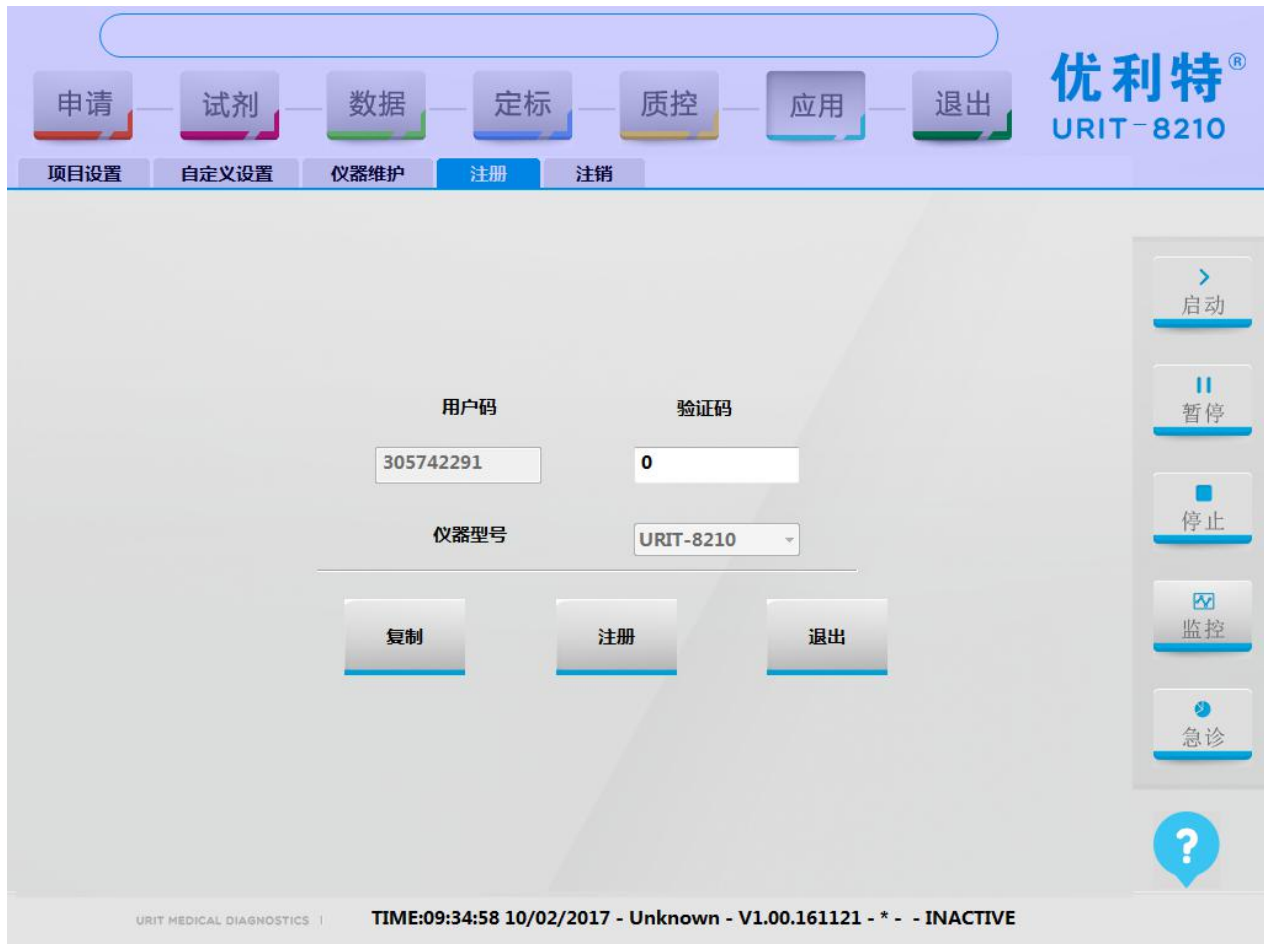 优利特®
URIT-8210
申请 试剂 数据 定标 质控 应用 退出
项目设置 自定义设置 仪器维护 注册 注销
启动
暂停
停止
监控
急诊
用户码 验证码
305742291 0
仪器型号 URIT-8210
复制 注册 退出
?
URIT MEDICAL DIAGNOSTICS | TIME:09:34:58 10/02/2017 - Unknown - V1.00.161121 - * - - INACTIVE